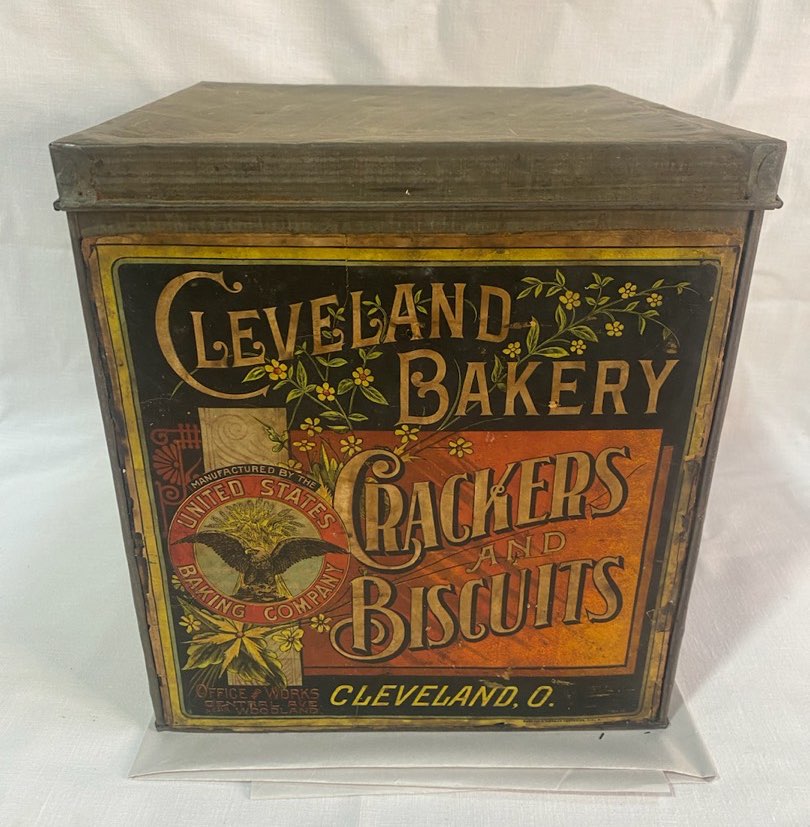 CLEVELAND
BAKERY
CRACKERS
AND
BISCUITS
MANUFACTURED BY THE
UNITED STATES
BAKING COMPANY
OFFICE & WORKS
CLEVELAND, O.